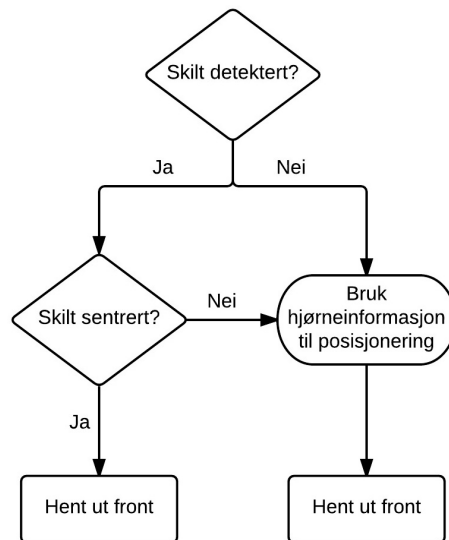 Skilt detektert?
Ja
Nei
Skilt sentrert?
Nei
Bruk
hjørneinformasjon
til posisjonering
Ja
Hent ut front
Hent ut front